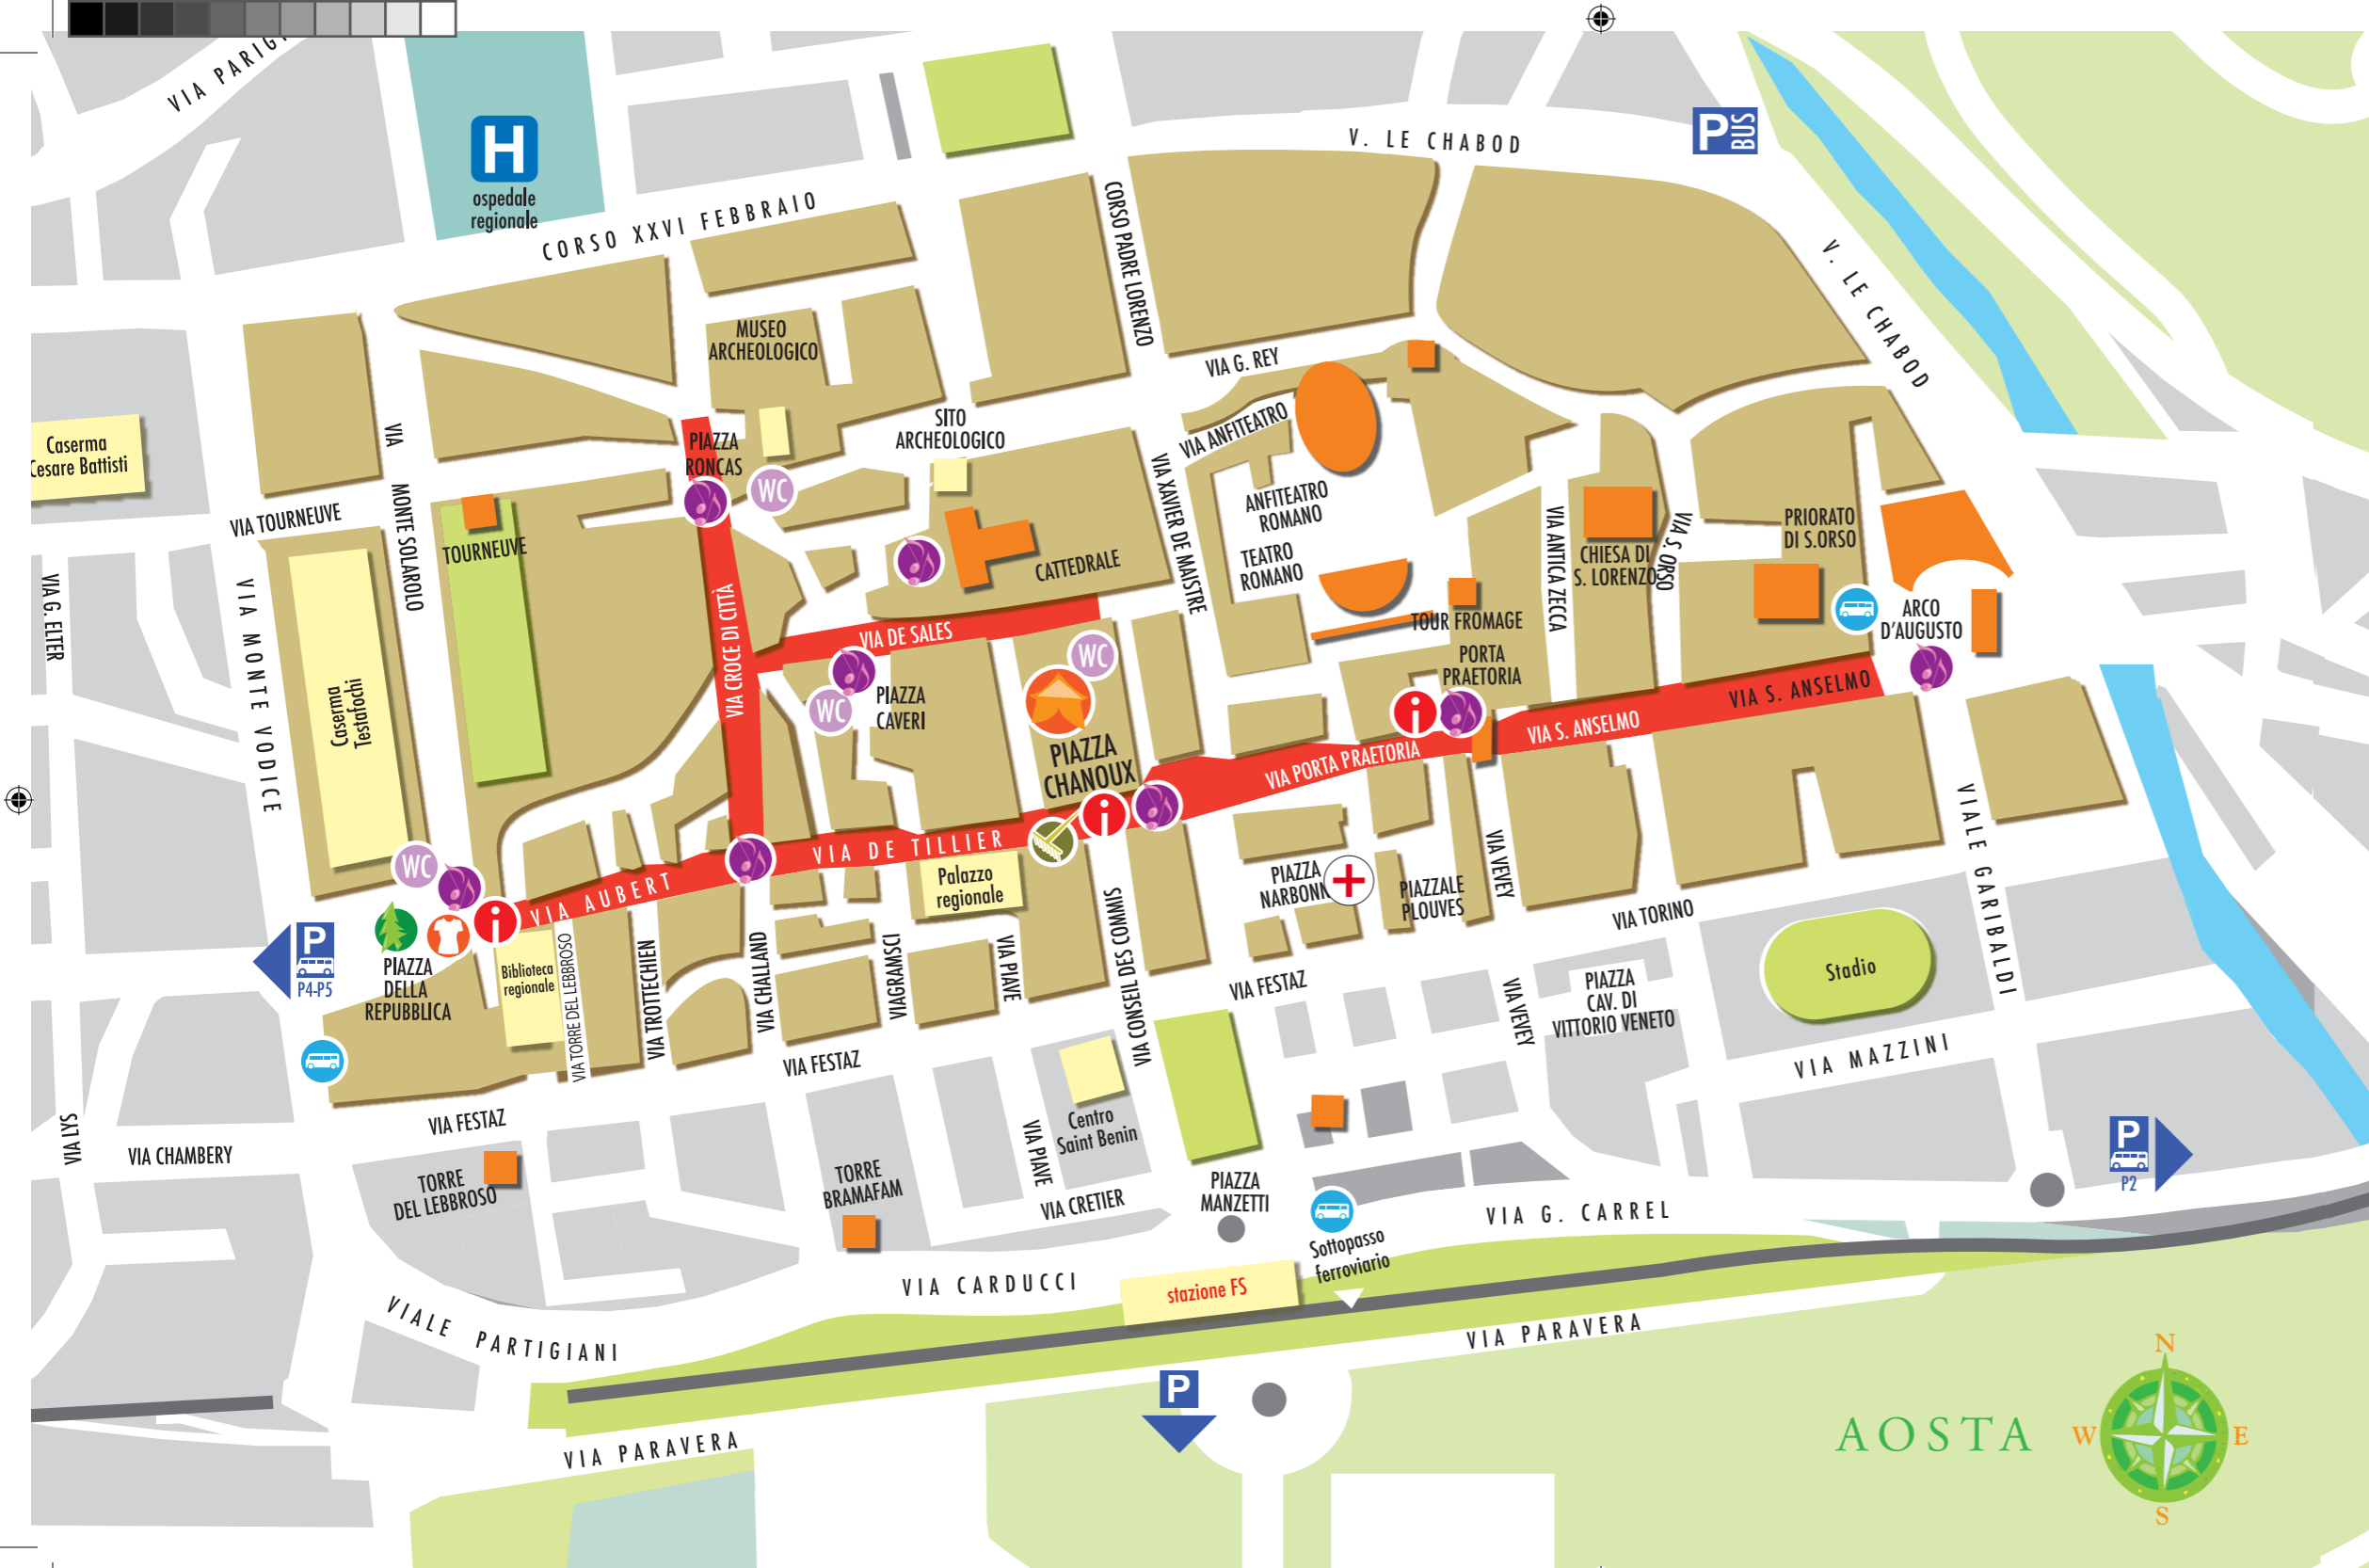 VIA PARIGI
H
ospedale
regionale
CORSO XXVI FEBBRAIO
V. LE CHABOD
P BUS
CORSO PADRE LORENZO
V. LE CHABOD
MUSEO
ARCHEOLOGICO
VIA G. REY
Caserma
Cesare Battisti
VIA
MONTE SOLAROLO
PIAZZA
RONCAS
WC
SITO
ARCHEOLOGICO
VIA ANFITEATRO
VIA XAVIER DE MAISTRE
ANFITEATRO
ROMANO
VIA TOURNEUVE
TOURNEUVE
VIA G. ELTER
VIA MONTE VODICE
CATTEDRALE
TEATRO
ROMANO
VIA ANTICA ZECCA
CHIESA DI
S. LORENZO
VIA S. ORSO
PRIORATO
DI S.ORSO
ARCO
D'AUGUSTO
TOUR FROMAGE
PORTA
PRAETORIA
VIA CROCE DI CITTÀ
VIA DE SALES
WC
WC
PIAZZA
CAVERI
Caserma
Testafochi
PIAZZA
CHANOUX
i
VIA S. ANSELMO
VIA S. ANSELMO
VIA PORTA PRAETORIA
i
VIA DE TILLIER
WC
VIA AUBERT
i
Palazzo
regionale
PIAZZA
NARBONN
PIAZZALE
PLOUVES
VIA VEVEY
VIA TORINO
VIALE GARIBALDI
Stadio
P
P4-P5
PIAZZA
DELLA
REPUBBLICA
Biblioteca
regionale
VIA TORRE DEL LEBBROSO
VIA TROTTECHIEN
VIA CHALLAND
VIAGRAMSCI
VIA PIAVE
VIA CONSEIL DES COMMIS
VIA FESTAZ
VIA VEVEY
PIAZZA
CAV. DI
VITTORIO VENETO
VIA MAZZINI
VIA FESTAZ
VIA FESTAZ
VIA LYS
VIA CHAMBERY
TORRE
DEL LEBBROSO
TORRE
BRAMAFAM
VIA PIAVE
Centro
Saint Benin
VIA CRETIER
PIAZZA
MANZETTI
Sottopasso
ferroviario
VIA G. CARREL
P
P2
VIA CARDUCCI
stazione FS
VIALE PARTIGIANI
VIA PARAVERA
P
VIA PARAVERA
AOSTA
N
W
E
S